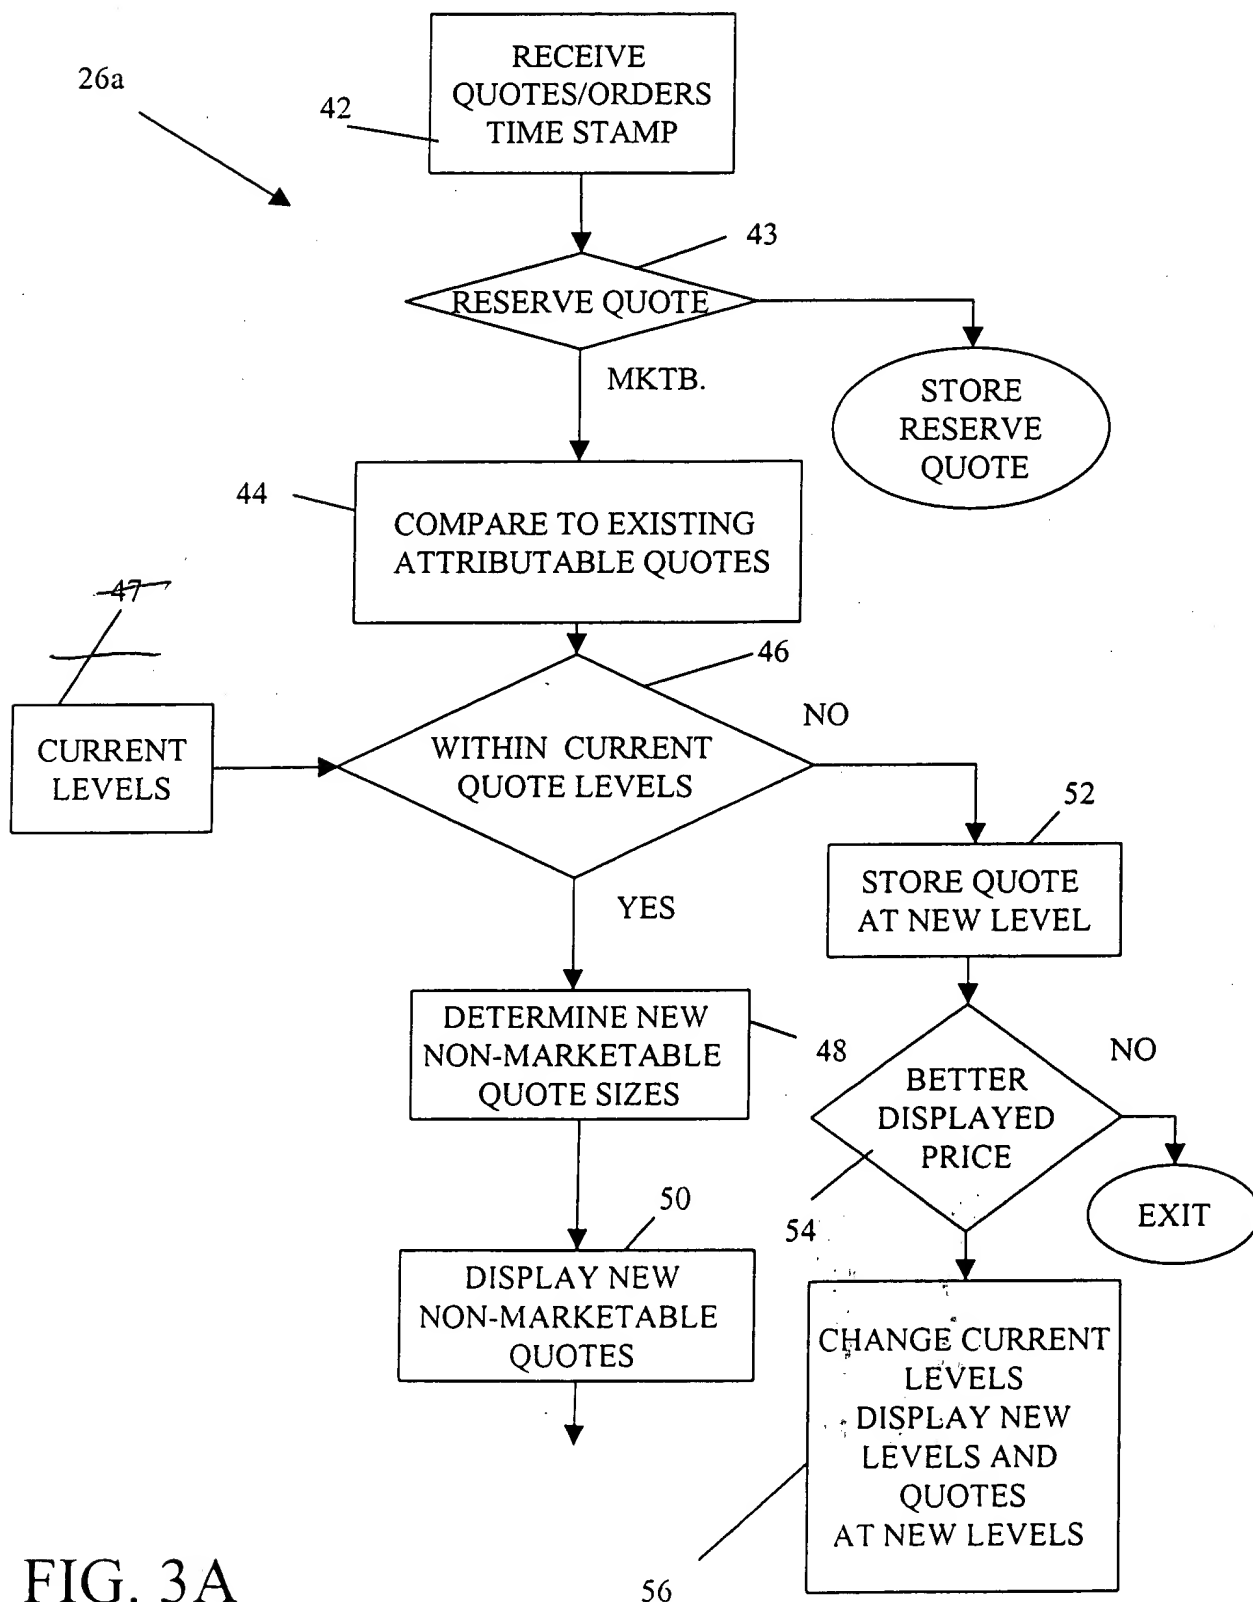 26a
RECEIVE
QUOTES/ORDERS
TIME STAMP
42
43
RESERVE QUOTE
MKTB.
STORE
RESERVE
QUOTE
44
COMPARE TO EXISTING
ATTRIBUTABLE QUOTES
47
46
CURRENT
LEVELS
WITHIN CURRENT
QUOTE LEVELS
NO
YES
52
STORE QUOTE
AT NEW LEVEL
DETERMINE NEW
NON-MARKETABLE
QUOTE SIZES
48
BETTER
DISPLAYED
PRICE
NO
54
EXIT
50
DISPLAY NEW
NON-MARKETABLE
QUOTES
CHANGE CURRENT
LEVELS
DISPLAY NEW
LEVELS AND
QUOTES
AT NEW LEVELS
56
FIG. 3A